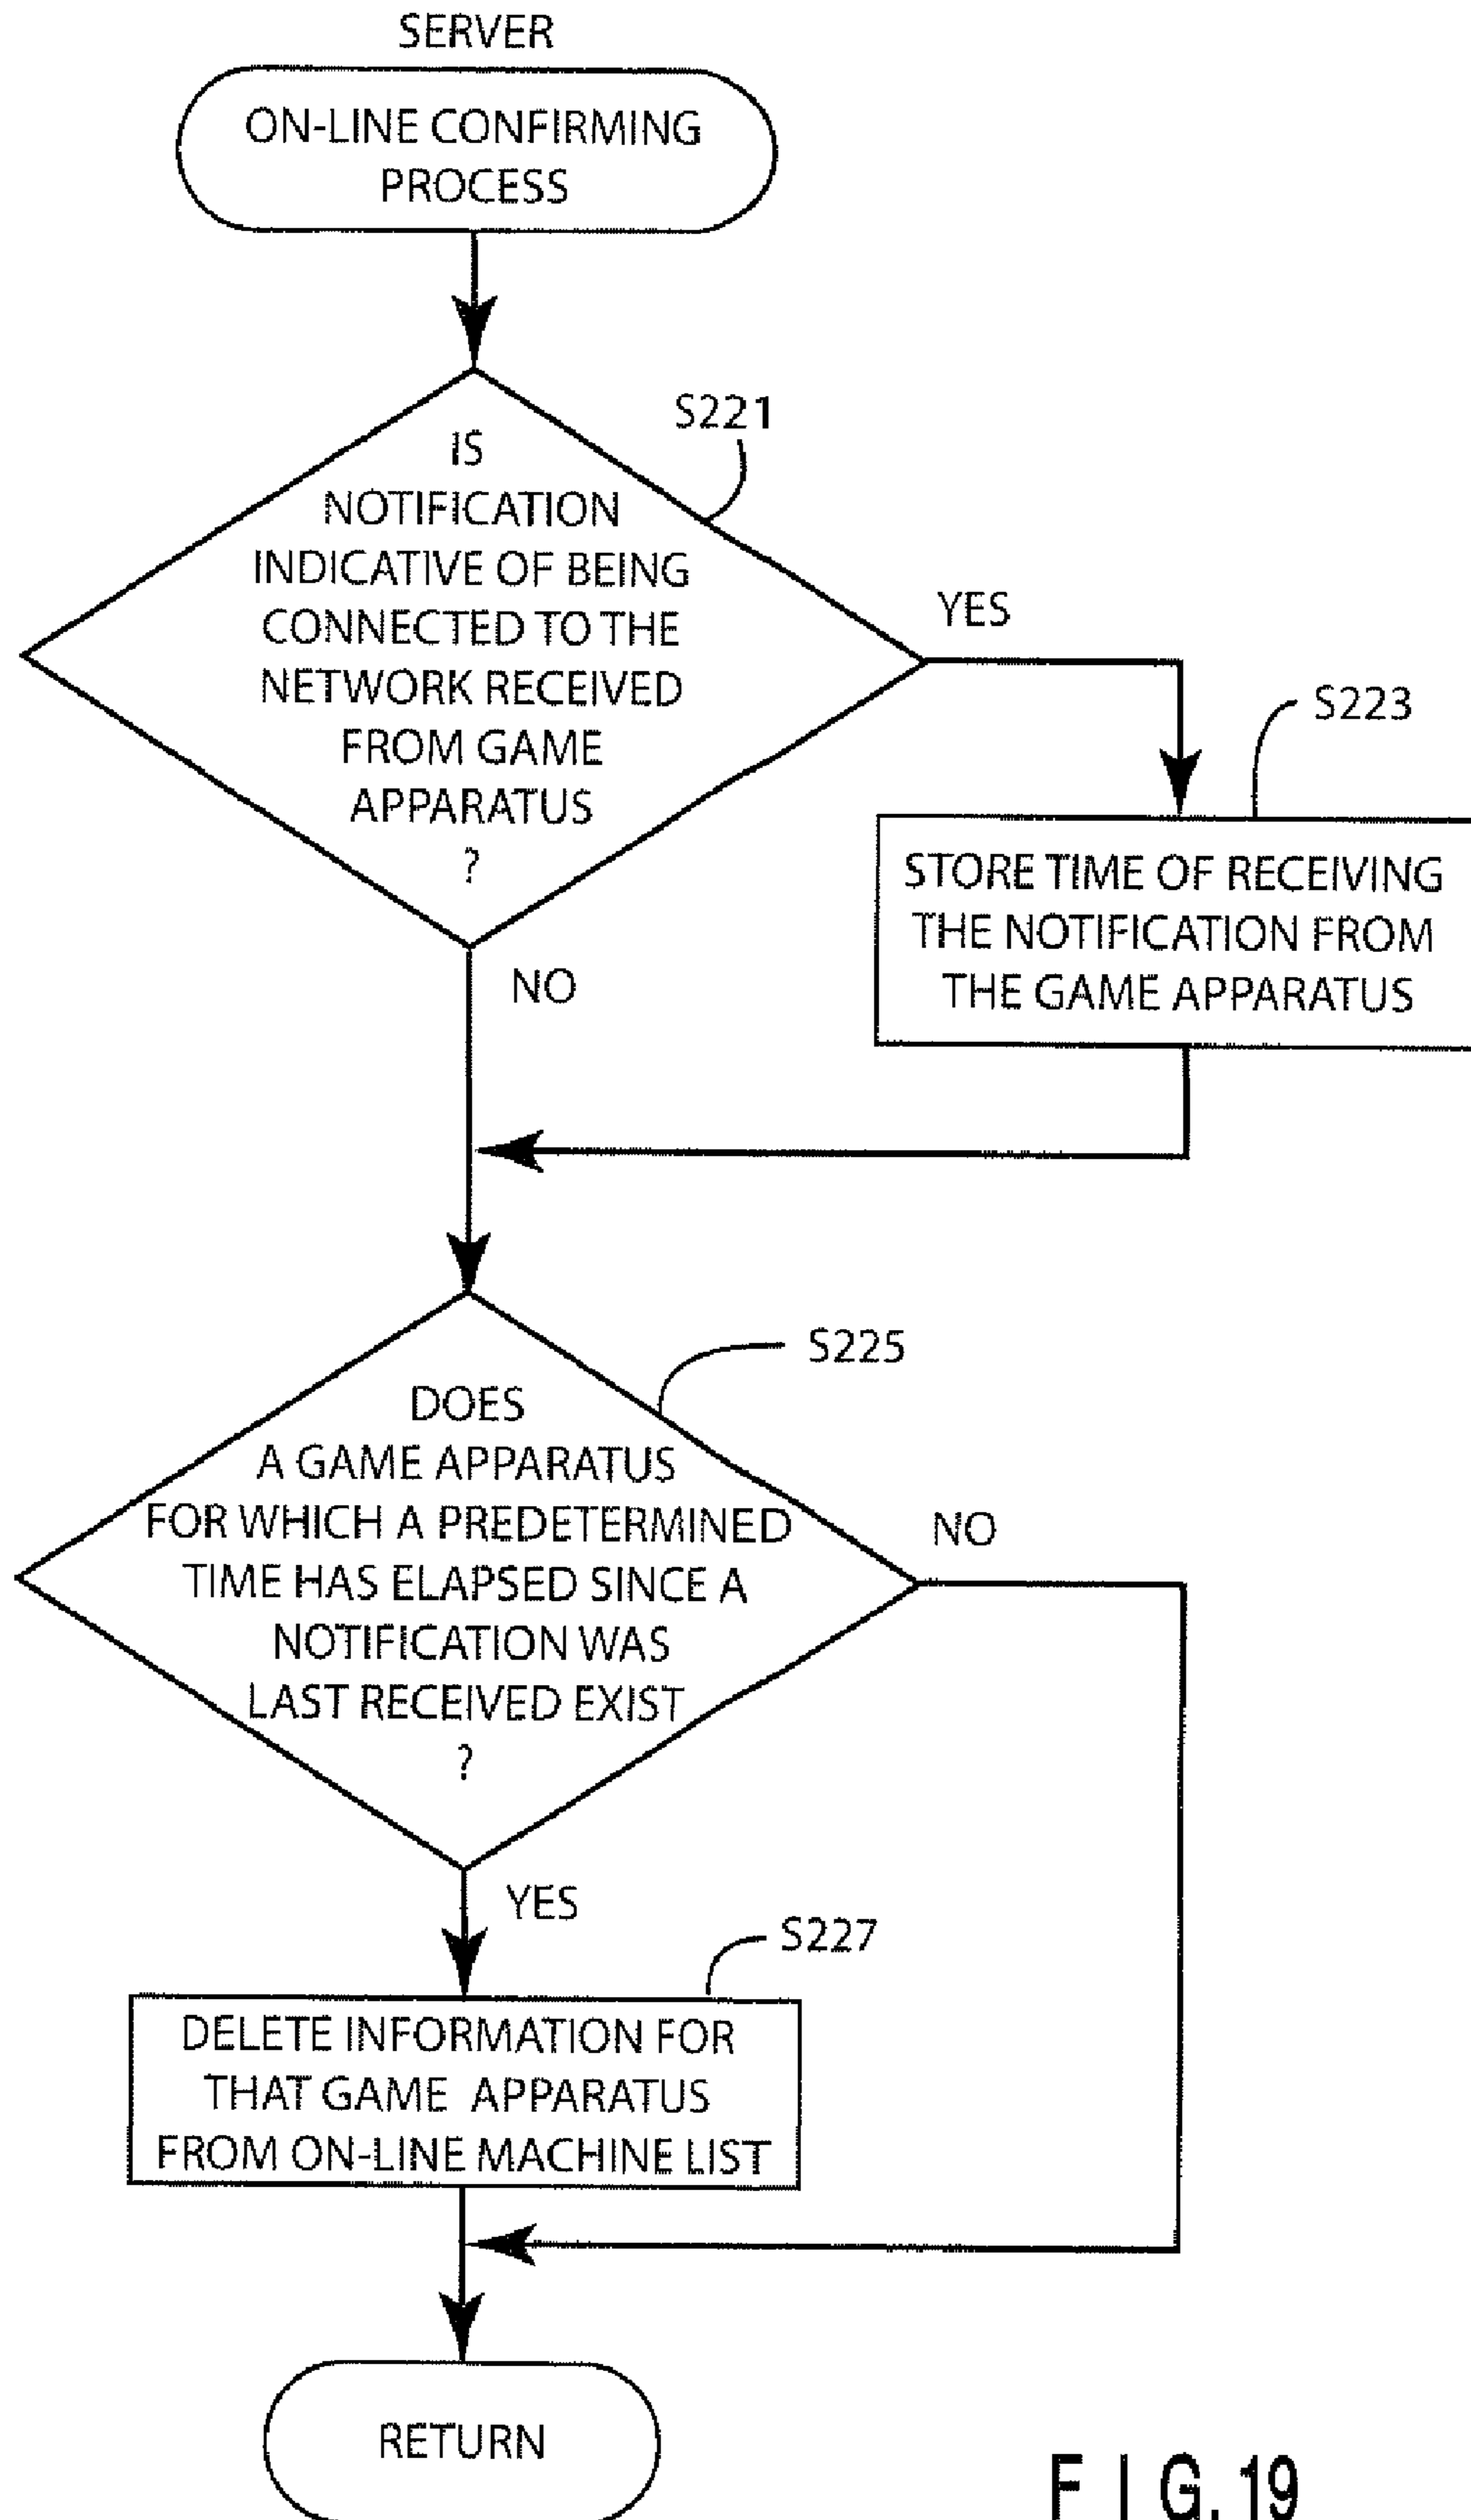 SERVER
ON-LINE CONFIRMING
PROCESS
S221
IS
NOTIFICATION
INDICATIVE OF BEING
CONNECTED TO THE
NETWORK RECEIVED
FROM GAME
APPARATUS
?
YES
S223
STORE TIME OF RECEIVING
THE NOTIFICATION FROM
THE GAME APPARATUS
NO
S225
DOES
A GAME APPARATUS
FOR WHICH A PREDETERMINED
TIME HAS ELAPSED SINCE A
NOTIFICATION WAS
LAST RECEIVED EXIST
?
NO
YES
S227
DELETE INFORMATION FOR
THAT GAME APPARATUS
FROM ON-LINE MACHINE LIST
RETURN
FIG. 19